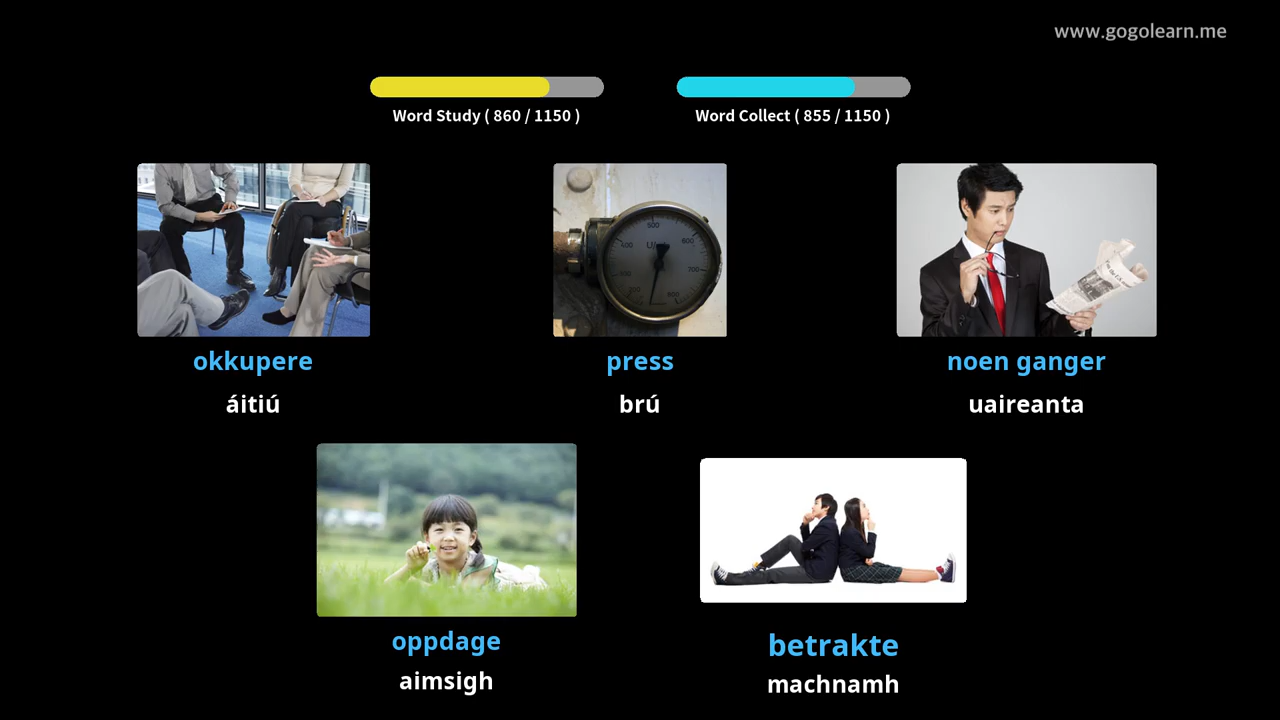 www.gogolearn.me
Word Study ( 860 / 1150 )
Word Collect ( 855 / 1150 )
okkupere
áitiú
press
brú
noen ganger
uaireanta
oppdage
aimsigh
betrakte
machnamh